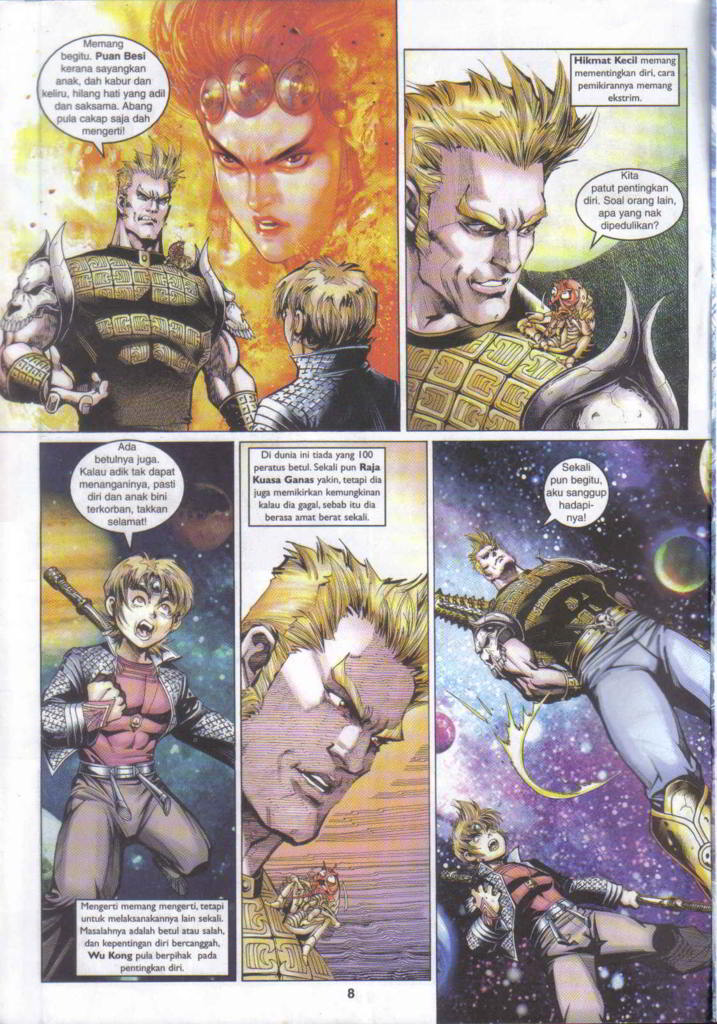 Memang
begitu. Puan Besi
kerana sayangkan
anak, dah kabur dan
keliru, hilang hati yang adil
dan saksama. Abang
pula cakap saja dah
mengerti!
Hikmat Kecil memang
mementingkan diri, cara
pemikirannya memang
ekstrim.
Kita
patut pentingkan
diri. Soal orang lain,
apa yang nak
dipedulikan?
Ada
betulnya juga.
Kalau adik tak dapat
menanganinya, pasti
diri dan anak bini
terkorban, takkan
selamat!
Mengerti memang mengerti, tetapi
untuk melaksanakannya lain sekali.
Masalahnya adalah betul atau salah,
dan kepentingan diri bercanggah,
Wu Kong pula berpihak pada
pentingkan diri.
Di dunia ini tiada yang 100
peratus betul. Sekali pun Raja
Kuasa Ganas yakin, tetapi dia
juga memikirkan kemungkinan
kalau dia gagal, sebab itu dia
berasa amat berat sekali.
Sekali
pun begitu,
aku sanggup
hadapi-
nya!
8